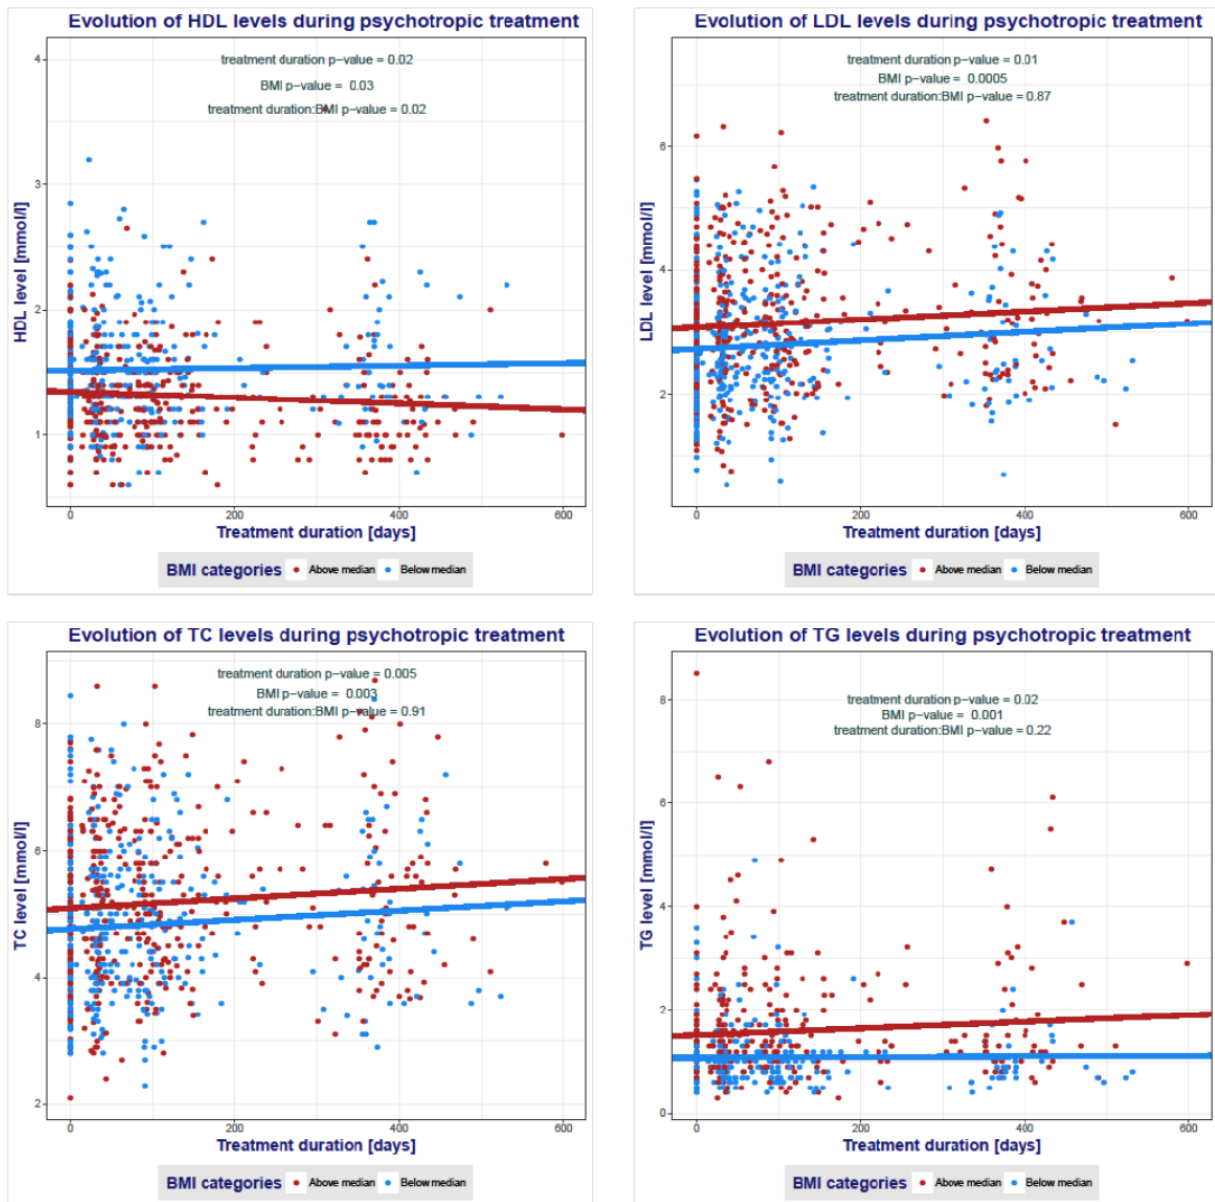 Evolution of HDL levels during psychotropic treatment
treatment duration p−value = 0.02
BMI p−value = 0.03
treatment duration:BMI p−value = 0.02
4
3
2
1
HDL level [mmol/l]
0 200 400 600
Treatment duration [days]
BMI categories Above median Below median
Evolution of LDL levels during psychotropic treatment
treatment duration p−value = 0.01
BMI p−value = 0.0005
treatment duration:BMI p−value = 0.87
6
4
2
LDL level [mmol/l]
0 200 400 600
Treatment duration [days]
BMI categories Above median Below median
Evolution of TC levels during psychotropic treatment
treatment duration p−value = 0.005
BMI p−value = 0.003
treatment duration:BMI p−value = 0.91
8
6
4
2
TC level [mmol/l]
0 200 400 600
Treatment duration [days]
BMI categories Above median Below median
Evolution of TG levels during psychotropic treatment
treatment duration p−value = 0.02
BMI p−value = 0.001
treatment duration:BMI p−value = 0.22
8
6
4
2
0
TG level [mmol/l]
0 200 400 600
Treatment duration [days]
BMI categories Above median Below median